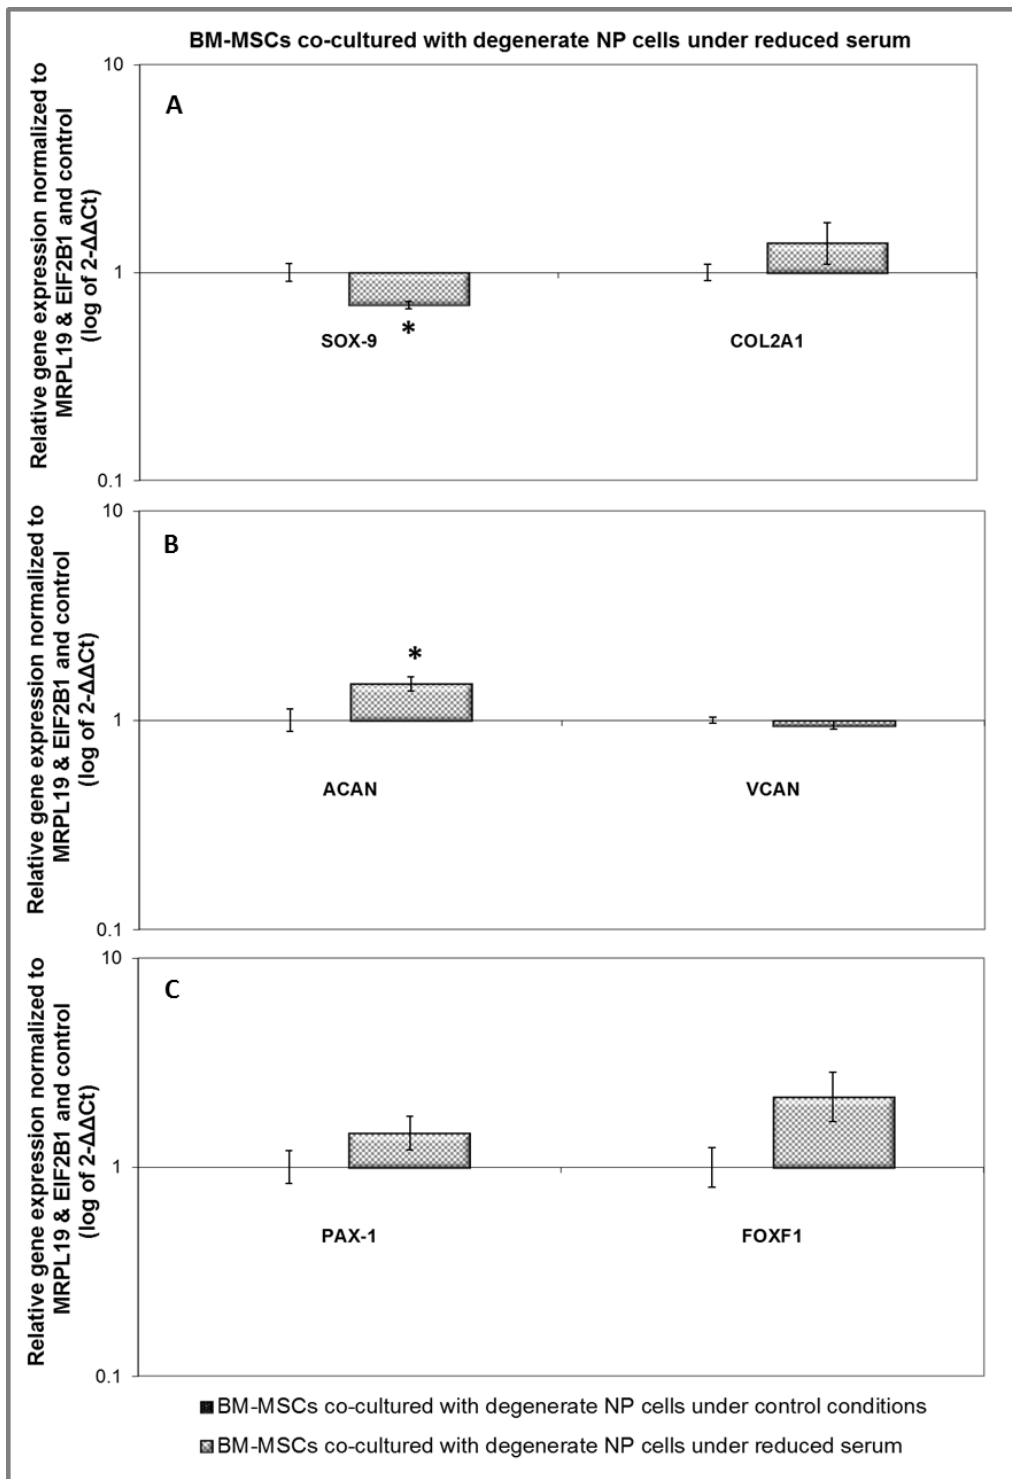 BM-MSCs co-cultured with degenerate NP cells under reduced serum
Relative gene expression normalized to
MRPL19 & EIF2B1 and control
(log of 2-ΔΔCt)
10
1
0.1
A
*
SOX-9
COL2A1
Relative gene expression normalized to
MRPL19 & EIF2B1 and control
(log of 2-ΔΔCt)
10
1
0.1
B
*
ACAN
VCAN
Relative gene expression normalized to
MRPL19 & EIF2B1 and control
(log of 2-ΔΔCt)
10
1
0.1
C
PAX-1
FOXF1
BM-MSCs co-cultured with degenerate NP cells under control conditions
BM-MSCs co-cultured with degenerate NP cells under reduced serum